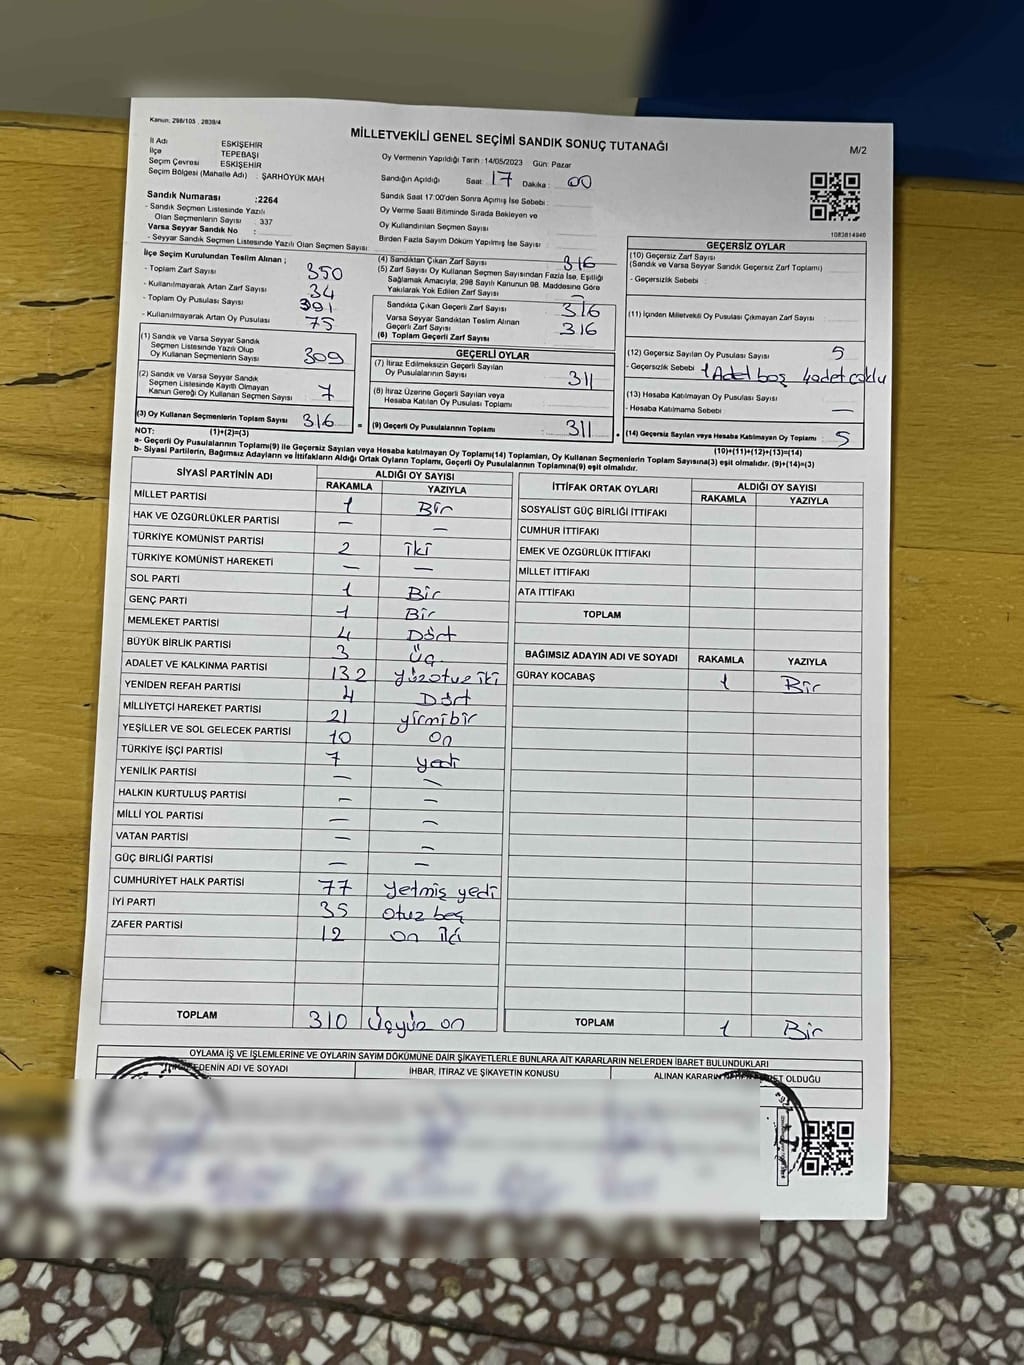 Kanun: 298/105 , 2839/4
MİLLETVEKİLİ GENEL SEÇİMİ SANDIK SONUÇ TUTANAĞI
M/2
İl Adı ESKİŞEHİR
İlçe TEPEBAŞI
Seçim Çevresi ESKİŞEHİR
Seçim Bölgesi (Mahalle Adı) : ŞARHÖYÜK MAH
Oy Vermenin Yapıldığı Tarih :14/05/2023 Gün: Pazar
Sandığın Açıldığı Saat: 17 Dakika : 00
Sandık Numarası :2264
- Sandık Seçmen Listesinde Yazılı
Olan Seçmenlerin Sayısı : 337
Varsa Seyyar Sandık No :
- Seyyar Sandık Seçmen Listesinde Yazılı Olan Seçmen Sayısı
Sandık Saat 17:00'den Sonra Açılmış İse Sebebi :
Oy Verme Saati Bitiminde Sırada Bekleyen ve
Oy Kullandırılan Seçmen Sayısı
Birden Fazla Sayım Döküm Yapılmış İse Sayısı
1083814940
İlçe Seçim Kurulundan Teslim Alınan ;
- Toplam Zarf Sayısı 350
- Kullanılmayarak Artan Zarf Sayısı 34
- Toplam Oy Pusulası Sayısı 391
- Kullanılmayarak Artan Oy Pusulası 75
(1) Sandık ve Varsa Seyyar Sandık
Seçmen Listesinde Yazılı Olup
Oy Kullanan Seçmenlerin Sayısı 309
(2) Sandık ve Varsa Seyyar Sandık
Seçmen Listesinde Kayıtlı Olmayan
Kanun Gereği Oy Kullanan Seçmen Sayısı 7
(3) Oy Kullanan Seçmenlerin Toplam Sayısı 316
(1)+(2)=(3)
(4) Sandıktan Çıkan Zarf Sayısı 316
(5) Zarf Sayısı Oy Kullanan Seçmen Sayısından Fazla İse, Eşitliği
Sağlamak Amacıyla, 298 Sayılı Kanunun 98. Maddesine Göre
Yakılarak Yok Edilen Zarf Sayısı
Sandıkta Çıkan Geçerli Zarf Sayısı 316
Varsa Seyyar Sandıktan Teslim Alınan
Geçerli Zarf Sayısı 316
(6) Toplam Geçerli Zarf Sayısı
GEÇERLİ OYLAR
(7) İtiraz Edilmeksizin Geçerli Sayılan
Oy Pusulalarının Sayısı 311
(8) İtiraz Üzerine Geçerli Sayılan veya
Hesaba Katılan Oy Pusulası Toplamı
= (9) Geçerli Oy Pusulalarının Toplamı 311
GEÇERSİZ OYLAR
(10) Geçersiz Zarf Sayısı
(Sandık ve Varsa Seyyar Sandık Geçersiz Zarf Toplamı)
- Geçersizlik Sebebi :
(11) İçinden Milletvekili Oy Pusulası Çıkmayan Zarf Sayısı
(12) Geçersiz Sayılan Oy Pusulası Sayısı 5
- Geçersizlik Sebebi 1 Adet boş 4adet çoklu
(13) Hesaba Katılmayan Oy Pusulası Sayısı
- Hesaba Katılmama Sebebi : —
+ (14) Geçersiz Sayılan veya Hesaba Katılmayan Oy Toplamı : 5
(10)+(11)+(12)+(13)=(14)
NOT:
a- Geçerli Oy Pusulalarının Toplamı(9) ile Geçersiz Sayılan veya Hesaba katılmayan Oy Toplamı(14) Toplamları, Oy Kullanan Seçmenlerin Toplam Sayısına(3) eşit olmalıdır. (9)+(14)=(3)
b- Siyasi Partilerin, Bağımsız Adayların ve İttifakların Aldığı Ortak Oyların Toplamı, Geçerli Oy Pusulalarının Toplamına(9) eşit olmalıdır.
SİYASİ PARTİNİN ADI ALDIĞI OY SAYISI
RAKAMLA YAZIYLA
MİLLET PARTİSİ 1 Bir
HAK VE ÖZGÜRLÜKLER PARTİSİ — —
TÜRKİYE KOMÜNİST PARTİSİ 2 iki
TÜRKİYE KOMÜNİST HAREKETİ — —
SOL PARTİ 1 Bir
GENÇ PARTİ 1 Bir
MEMLEKET PARTİSİ 4 Dört
BÜYÜK BİRLİK PARTİSİ 3 Üç
ADALET VE KALKINMA PARTİSİ 132 yüzotuziki
YENİDEN REFAH PARTİSİ 4 Dört
MİLLİYETÇİ HAREKET PARTİSİ 21 yirmibir
YEŞİLLER VE SOL GELECEK PARTİSİ 10 On
TÜRKİYE İŞÇİ PARTİSİ 7 yedi
YENİLİK PARTİSİ — —
HALKIN KURTULUŞ PARTİSİ — —
MİLLİ YOL PARTİSİ — —
VATAN PARTİSİ — —
GÜÇ BİRLİĞİ PARTİSİ — —
CUMHURİYET HALK PARTİSİ 77 Yetmiş yedi
İYİ PARTİ 35 otuz beş
ZAFER PARTİSİ 12 on iki
TOPLAM 310 Üçyüz on
İTTİFAK ORTAK OYLARI ALDIĞI OY SAYISI
RAKAMLA YAZIYLA
SOSYALİST GÜÇ BİRLİĞİ İTTİFAKI
CUMHUR İTTİFAKI
EMEK VE ÖZGÜRLÜK İTTİFAKI
MİLLET İTTİFAKI
ATA İTTİFAKI
TOPLAM
BAĞIMSIZ ADAYIN ADI VE SOYADI RAKAMLA YAZIYLA
GÜRAY KOCABAŞ 1 Bir
TOPLAM 1 Bir
OYLAMA İŞ VE İŞLEMLERİNE VE OYLARIN SAYIM DÖKÜMÜNE DAİR ŞİKAYETLERLE BUNLARA AİT KARARLARIN NELERDEN İBARET BULUNDUKLARI
EDENİN ADI VE SOYADI İHBAR, İTİRAZ VE ŞİKAYETİN KONUSU ALINAN KARARIN OLDUĞU